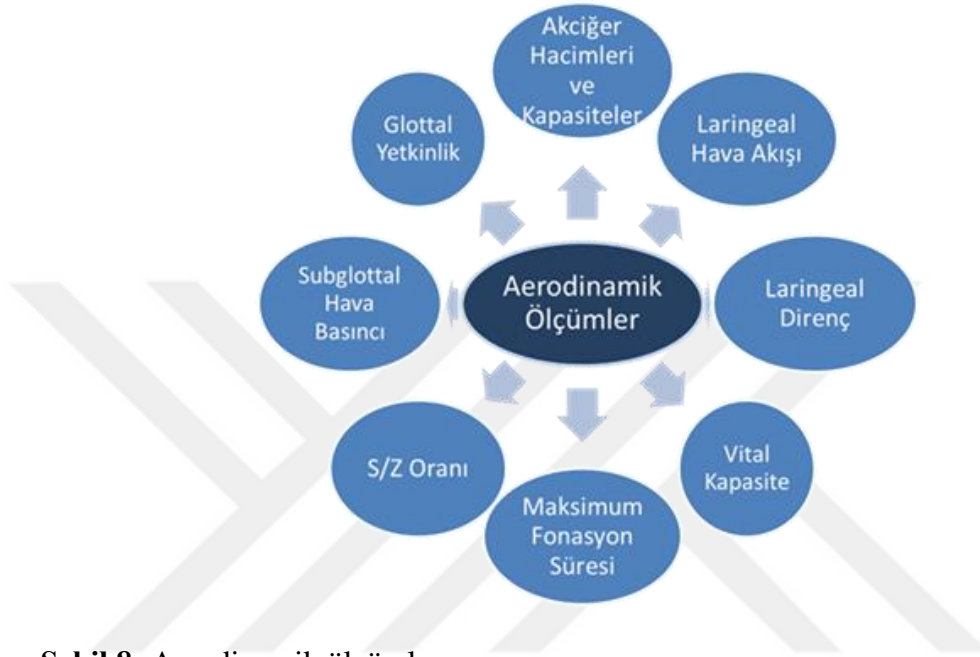 Akciğer
Hacimleri
ve
Kapasiteler
Laringeal
Hava Akışı
Laringeal
Direnç
Vital
Kapasite
Maksimum
Fonasyon
Süresi
S/Z Oranı
Subglottal
Hava
Basıncı
Glottal
Yetkinlik
Aerodinamik
Ölçümler